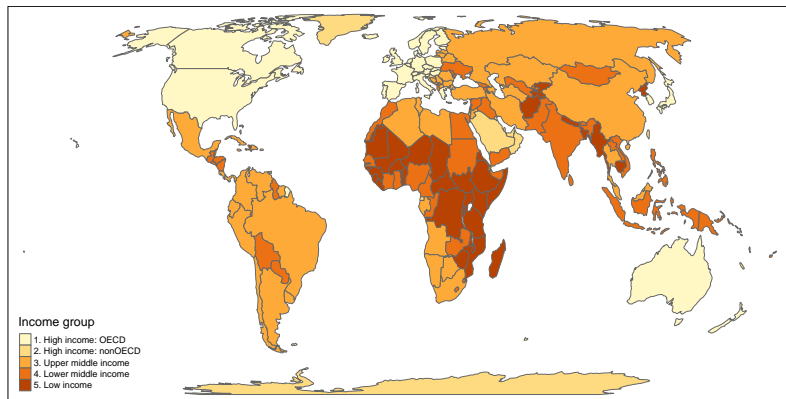 Income group
1. High income: OECD
2. High income: nonOECD
3. Upper middle income
4. Lower middle income
5. Low income